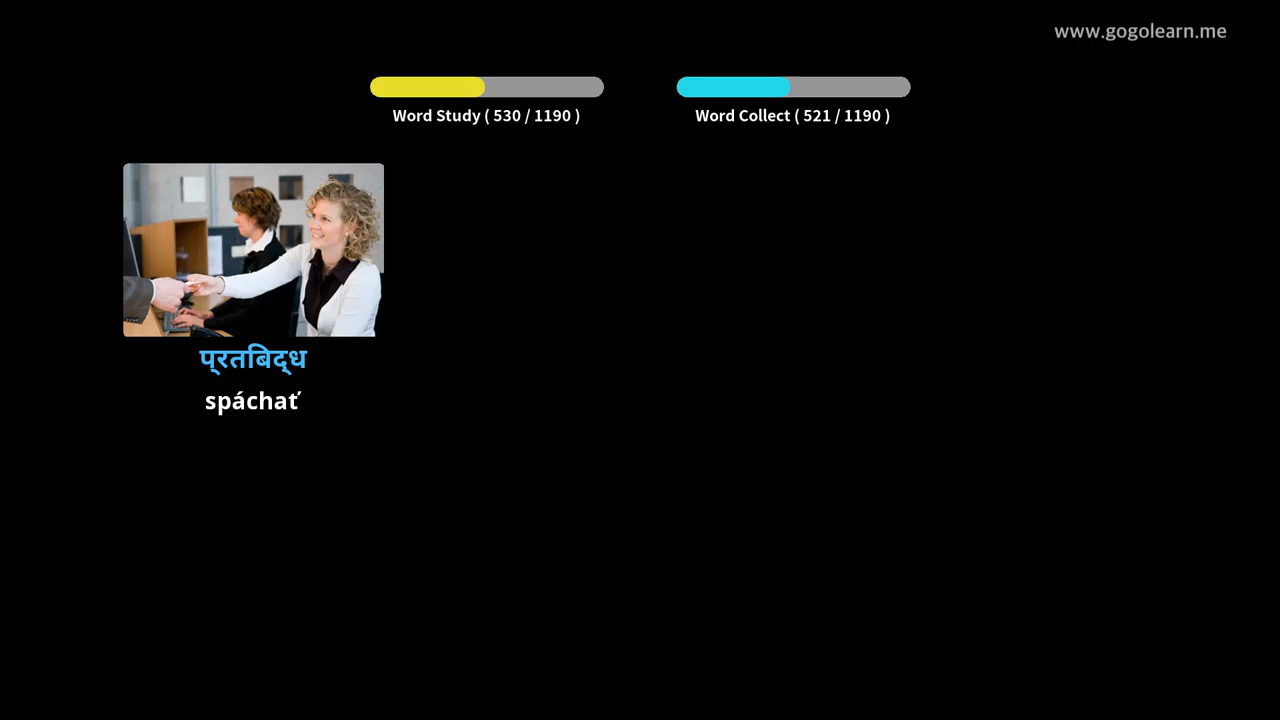 www.gogolearn.me
Word Study ( 530 / 1190 )
Word Collect ( 521 / 1190 )
प्रतबिद्ध
spáchať